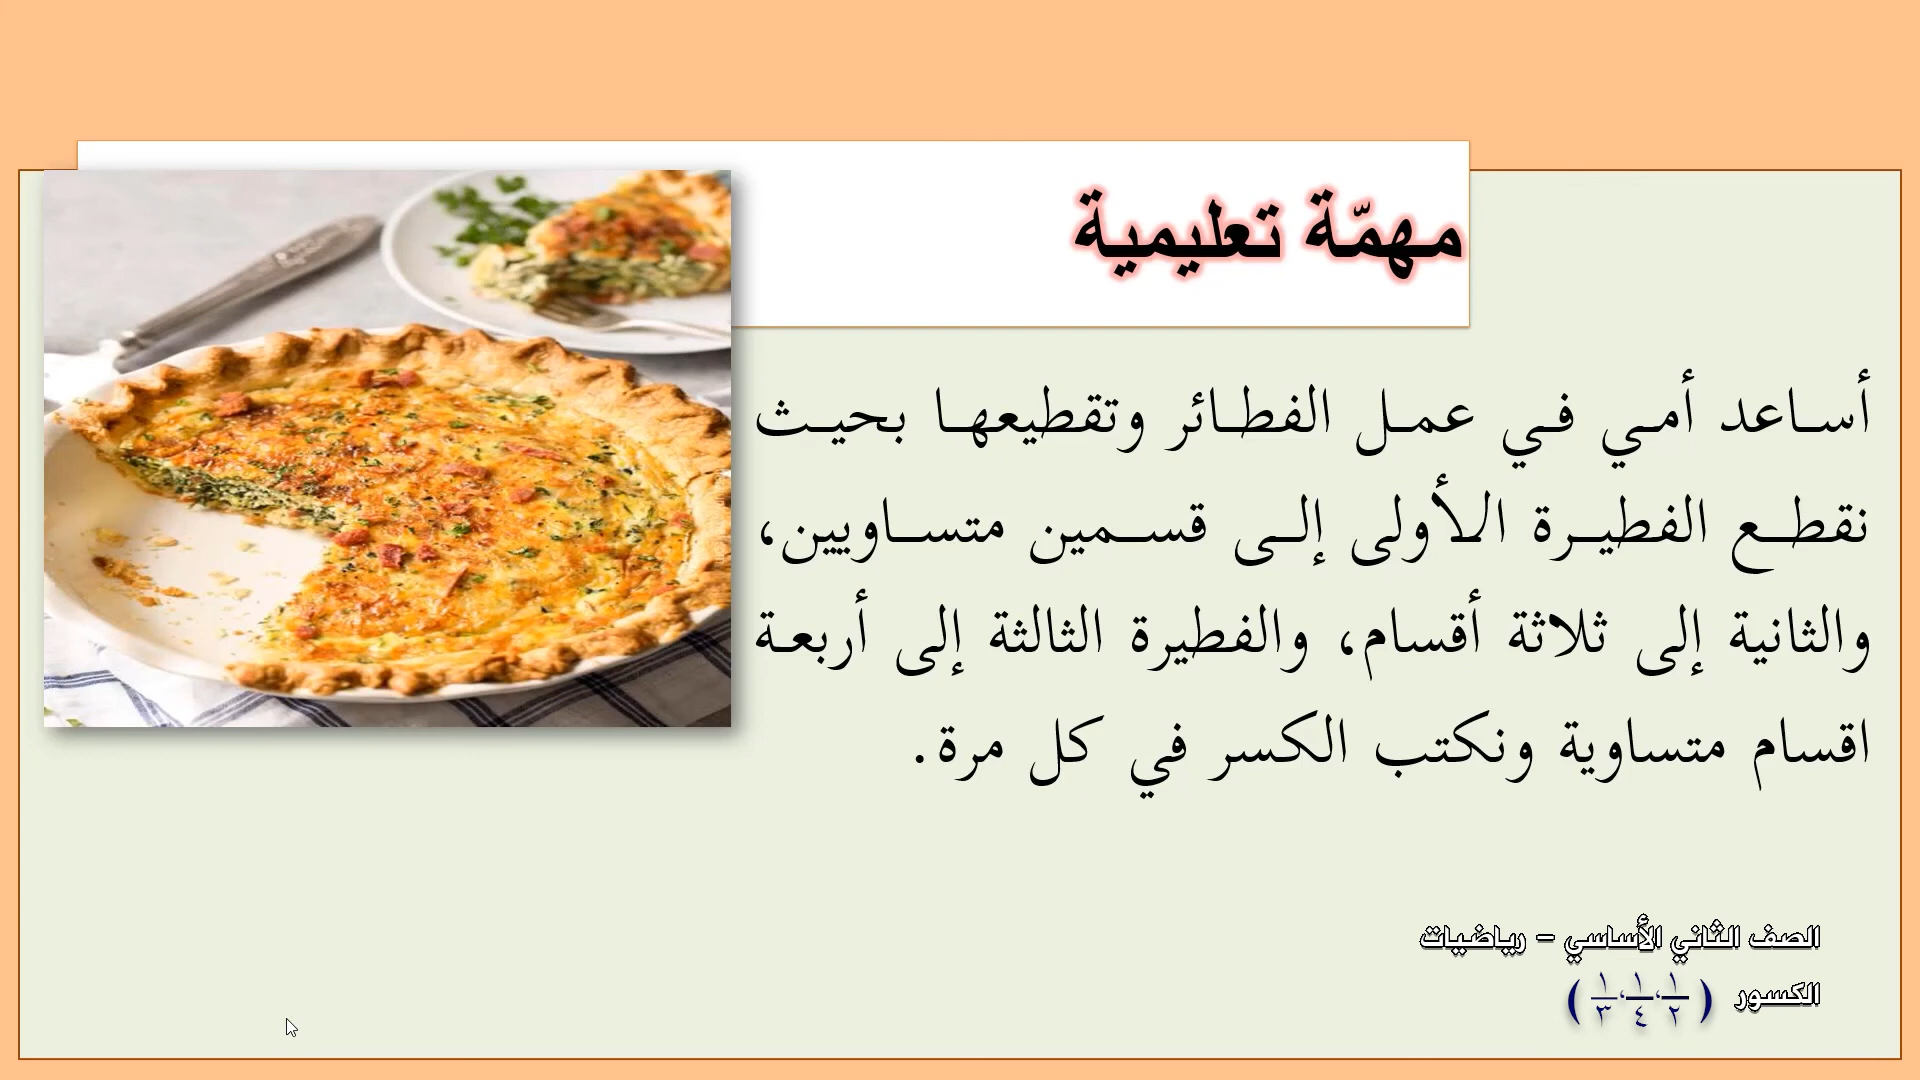 مهمّة تعليمية
أساعد أمي في عمل الفطائر وتقطيعها بحيث
نقطع الفطيرة الأولى إلى قسمين متساويين،
والثانية إلى ثلاثة أقسام، والفطيرة الثالثة إلى أربعة
اقسام متساوية ونكتب الكسر في كل مرة.
الصف الثاني الأساسي – رياضيات
الكسور (١/٢، ١/٤، ١/٣)